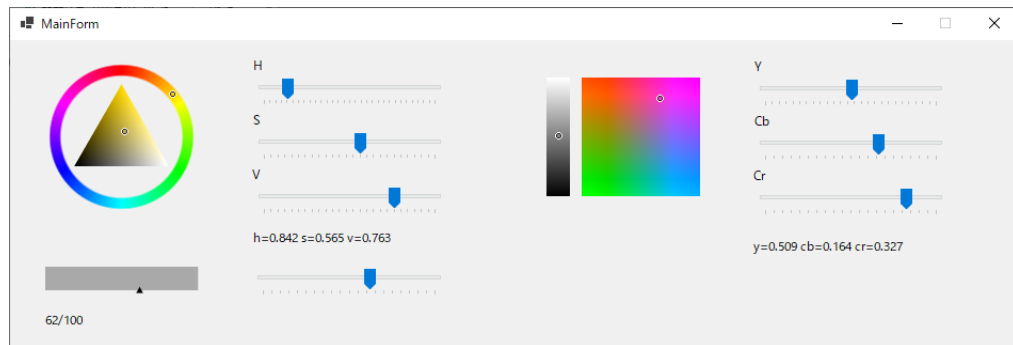 MainForm
H
S
V
h=0.842 s=0.565 v=0.763
62/100
Y
Cb
Cr
y=0.509 cb=0.164 cr=0.327